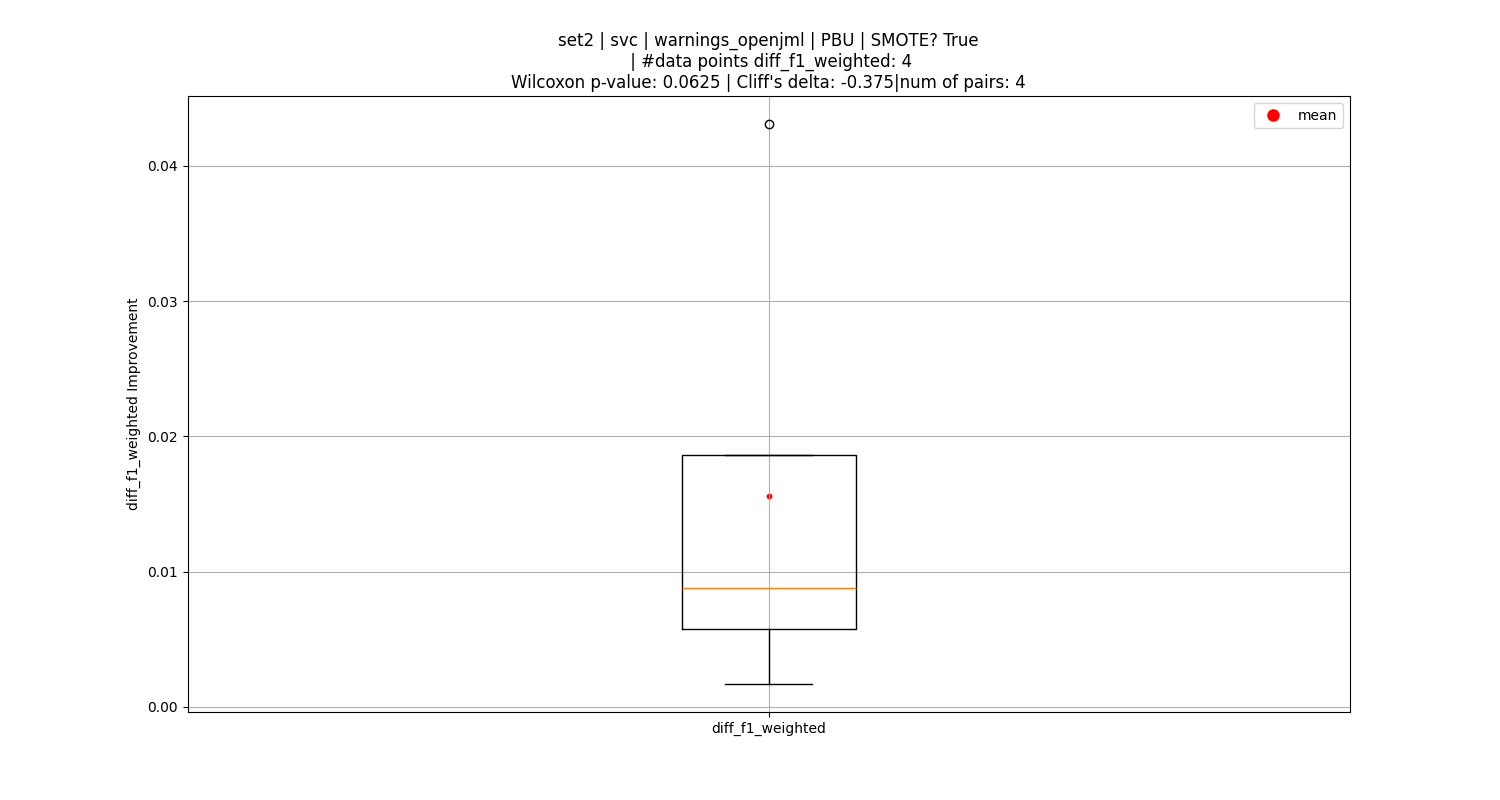 set2 | svc | warnings_openjml | PBU | SMOTE? True
| #data points diff_f1_weighted: 4
Wilcoxon p-value: 0.0625 | Cliff's delta: -0.375|num of pairs: 4
mean
0.04
0.03
0.02
0.01
0.00
diff_f1_weighted Improvement
diff_f1_weighted